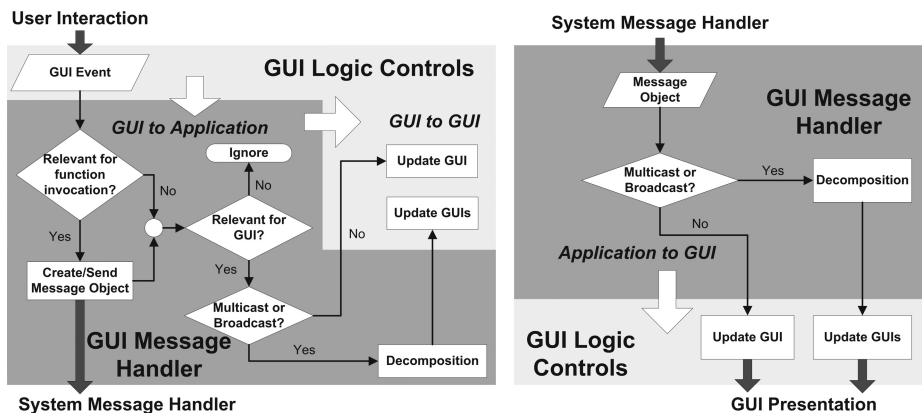 User Interaction
GUI Event
GUI Logic Controls
GUI to Application
GUI to GUI
Relevant for
function
invocation?
No
Yes
Ignore
No
Relevant for
GUI?
Yes
Update GUI
Update GUIs
No
Create/Send
Message Object
Multicast or
Broadcast?
Yes
Decomposition
GUI Message
Handler
System Message Handler
System Message Handler
Message
Object
GUI Message
Handler
Multicast or
Broadcast?
Yes
Decomposition
No
Application to GUI
GUI Logic
Controls
Update GUI
Update GUIs
GUI Presentation